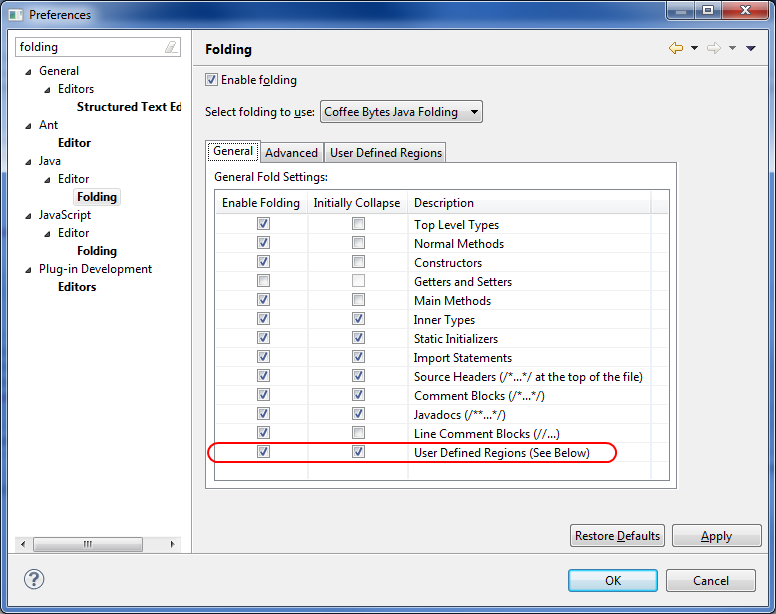 Preferences
folding
General
Editors
Structured Text Ed
Ant
Editor
Java
Editor
Folding
JavaScript
Editor
Folding
Plug-in Development
Editors
Folding
Enable folding
Select folding to use: Coffee Bytes Java Folding
General Advanced User Defined Regions
General Fold Settings:
Enable Folding Initially Collapse Description
Top Level Types
Normal Methods
Constructors
Getters and Setters
Main Methods
Inner Types
Static Initializers
Import Statements
Source Headers (/*...*/ at the top of the file)
Comment Blocks (/*...*/)
Javadocs (/**...*/)
Line Comment Blocks (//...)
User Defined Regions (See Below)
Restore Defaults Apply
? OK Cancel